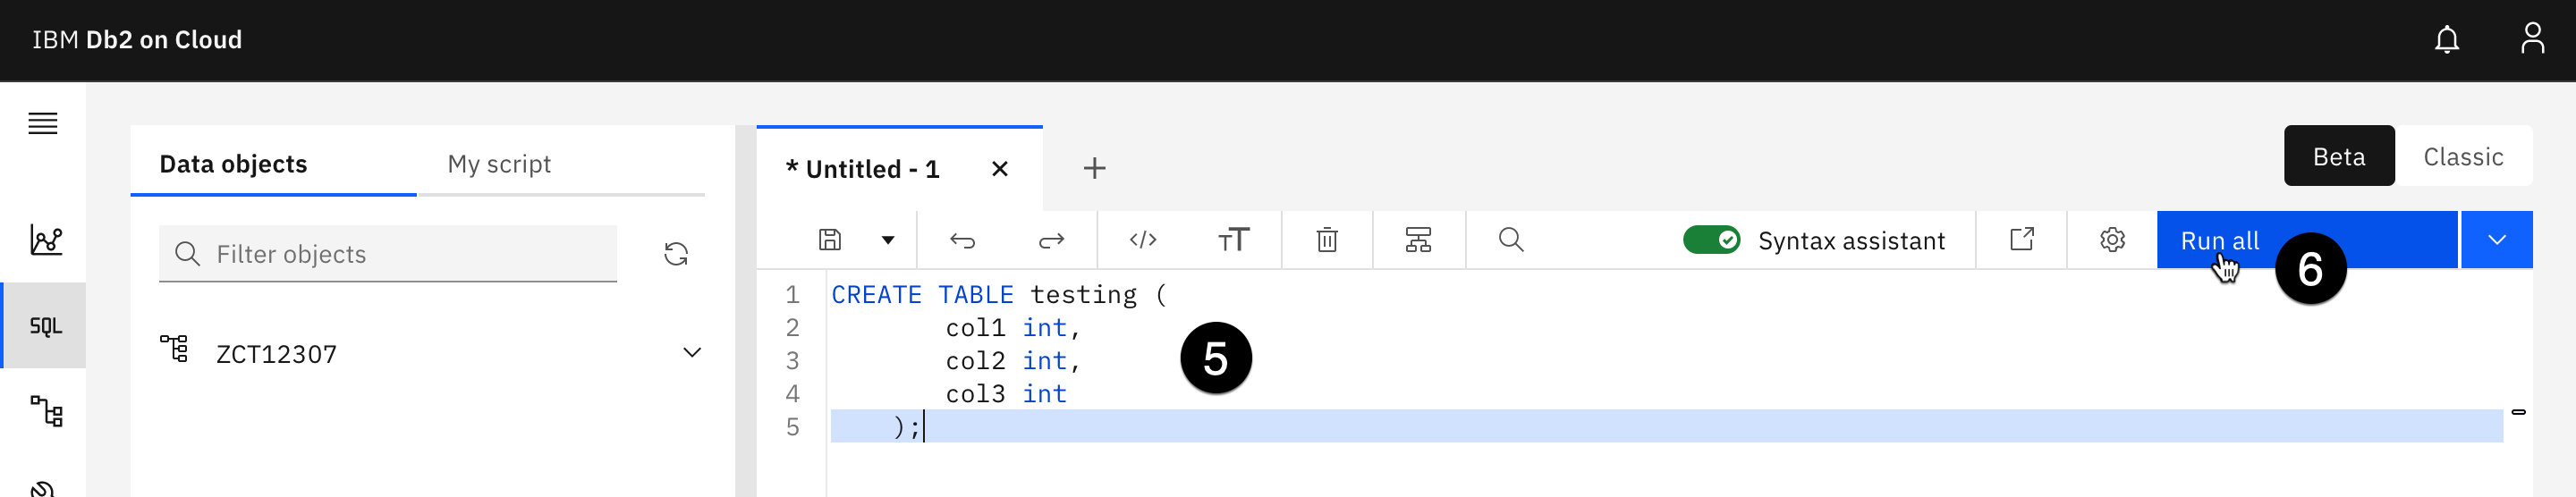 IBM Db2 on Cloud
Data objects
My script
* Untitled - 1
Beta
Classic
Filter objects
</>
TT
Syntax assistant
Run all
6
SQL
ZCT12307
1 CREATE TABLE testing (
2 col1 int,
3 col2 int,
4 col3 int
5 );
5